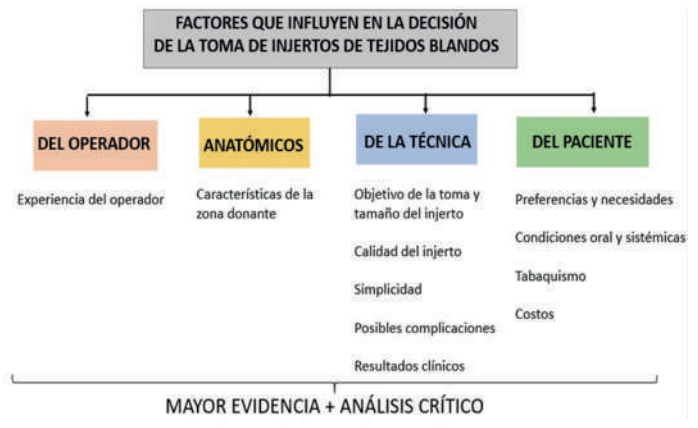 FACTORES QUE INFLUYEN EN LA DECISIÓN
DE LA TOMA DE INJERTOS DE TEJIDOS BLANDOS
DEL OPERADOR
Experiencia del operador
ANATÓMICOS
Características de la
zona donante
DE LA TÉCNICA
Objetivo de la toma y
tamaño del injerto
Calidad del injerto
Simplicidad
Posibles complicaciones
Resultados clínicos
DEL PACIENTE
Preferencias y necesidades
Condiciones oral y sistémicas
Tabaquismo
Costos
MAYOR EVIDENCIA + ANÁLISIS CRÍTICO